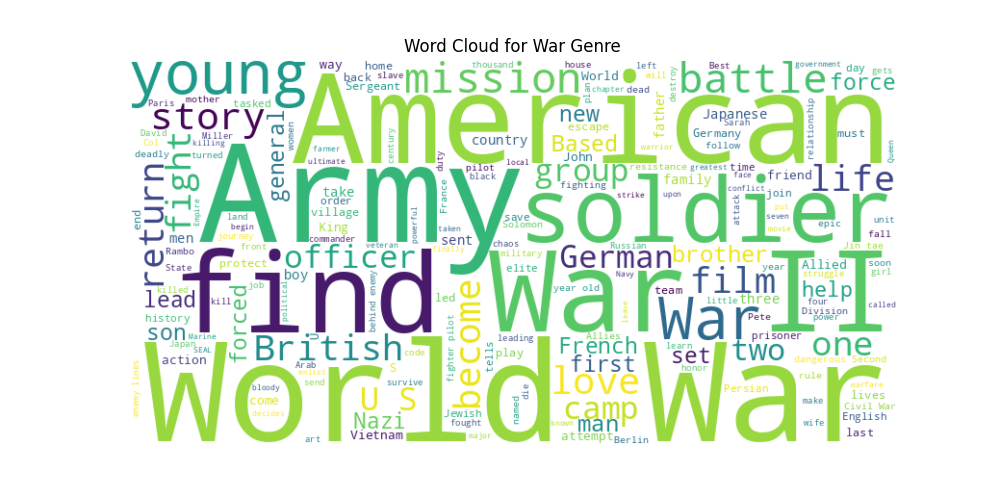 Word Cloud for War Genre
young
American
way
home
back
slave
Sergeant
mission
thousand
house
World
plan
chapter
left
will
dead
destroy
Best
battle
government
day
gets
force
Paris
mother
tasked
story
David
Col
Miller
killing
deadly
turned
fight
general
women
farmer
ultimate
century
country
new
Based
escape
John
father
warrior
Japanese
Sarah
Germany
follow
relationship
must
Queen
Army
duty
pilot
black
local
group
fighting
resistance
greatest
family
time
face
conflict
strike
upon
attack
friend
join
put
seven
movie
life
epic
unit
fall
return
end
Empire
land
begin
journey
men
front
Rambo
State
protect
killed
job
kill
take
order
village
King
commander
officer
boy
France
powerful
taken
veteran
finally
sent
save
Solomon
chaos
military
elite
soldier
German
Russian
brother
year
year old
Navy
team
War II
film
little
three
Allied
struggle
Jin tae
soon
girl
help
find
lead
history
son
Japan
Marine
SEAL
action
forced
political
U
behind enemy
led
become
fighter pilot
tells
leading
play
Allies
leave
war
Pete
prisoner
four
Division
power
called
British
Arab
code
S
French
first
learn
set
honor
two
one
dangerous Second
World War
enemy lines
bloody
come
decides
enlist
send
survive
U S
Nazi
Vietnam
art
Jewish
fought
major
named
die
known
love
camp
man
attempt
Berlin
Persian
rule
lives
make
wife
warfare
Civil War
English
last